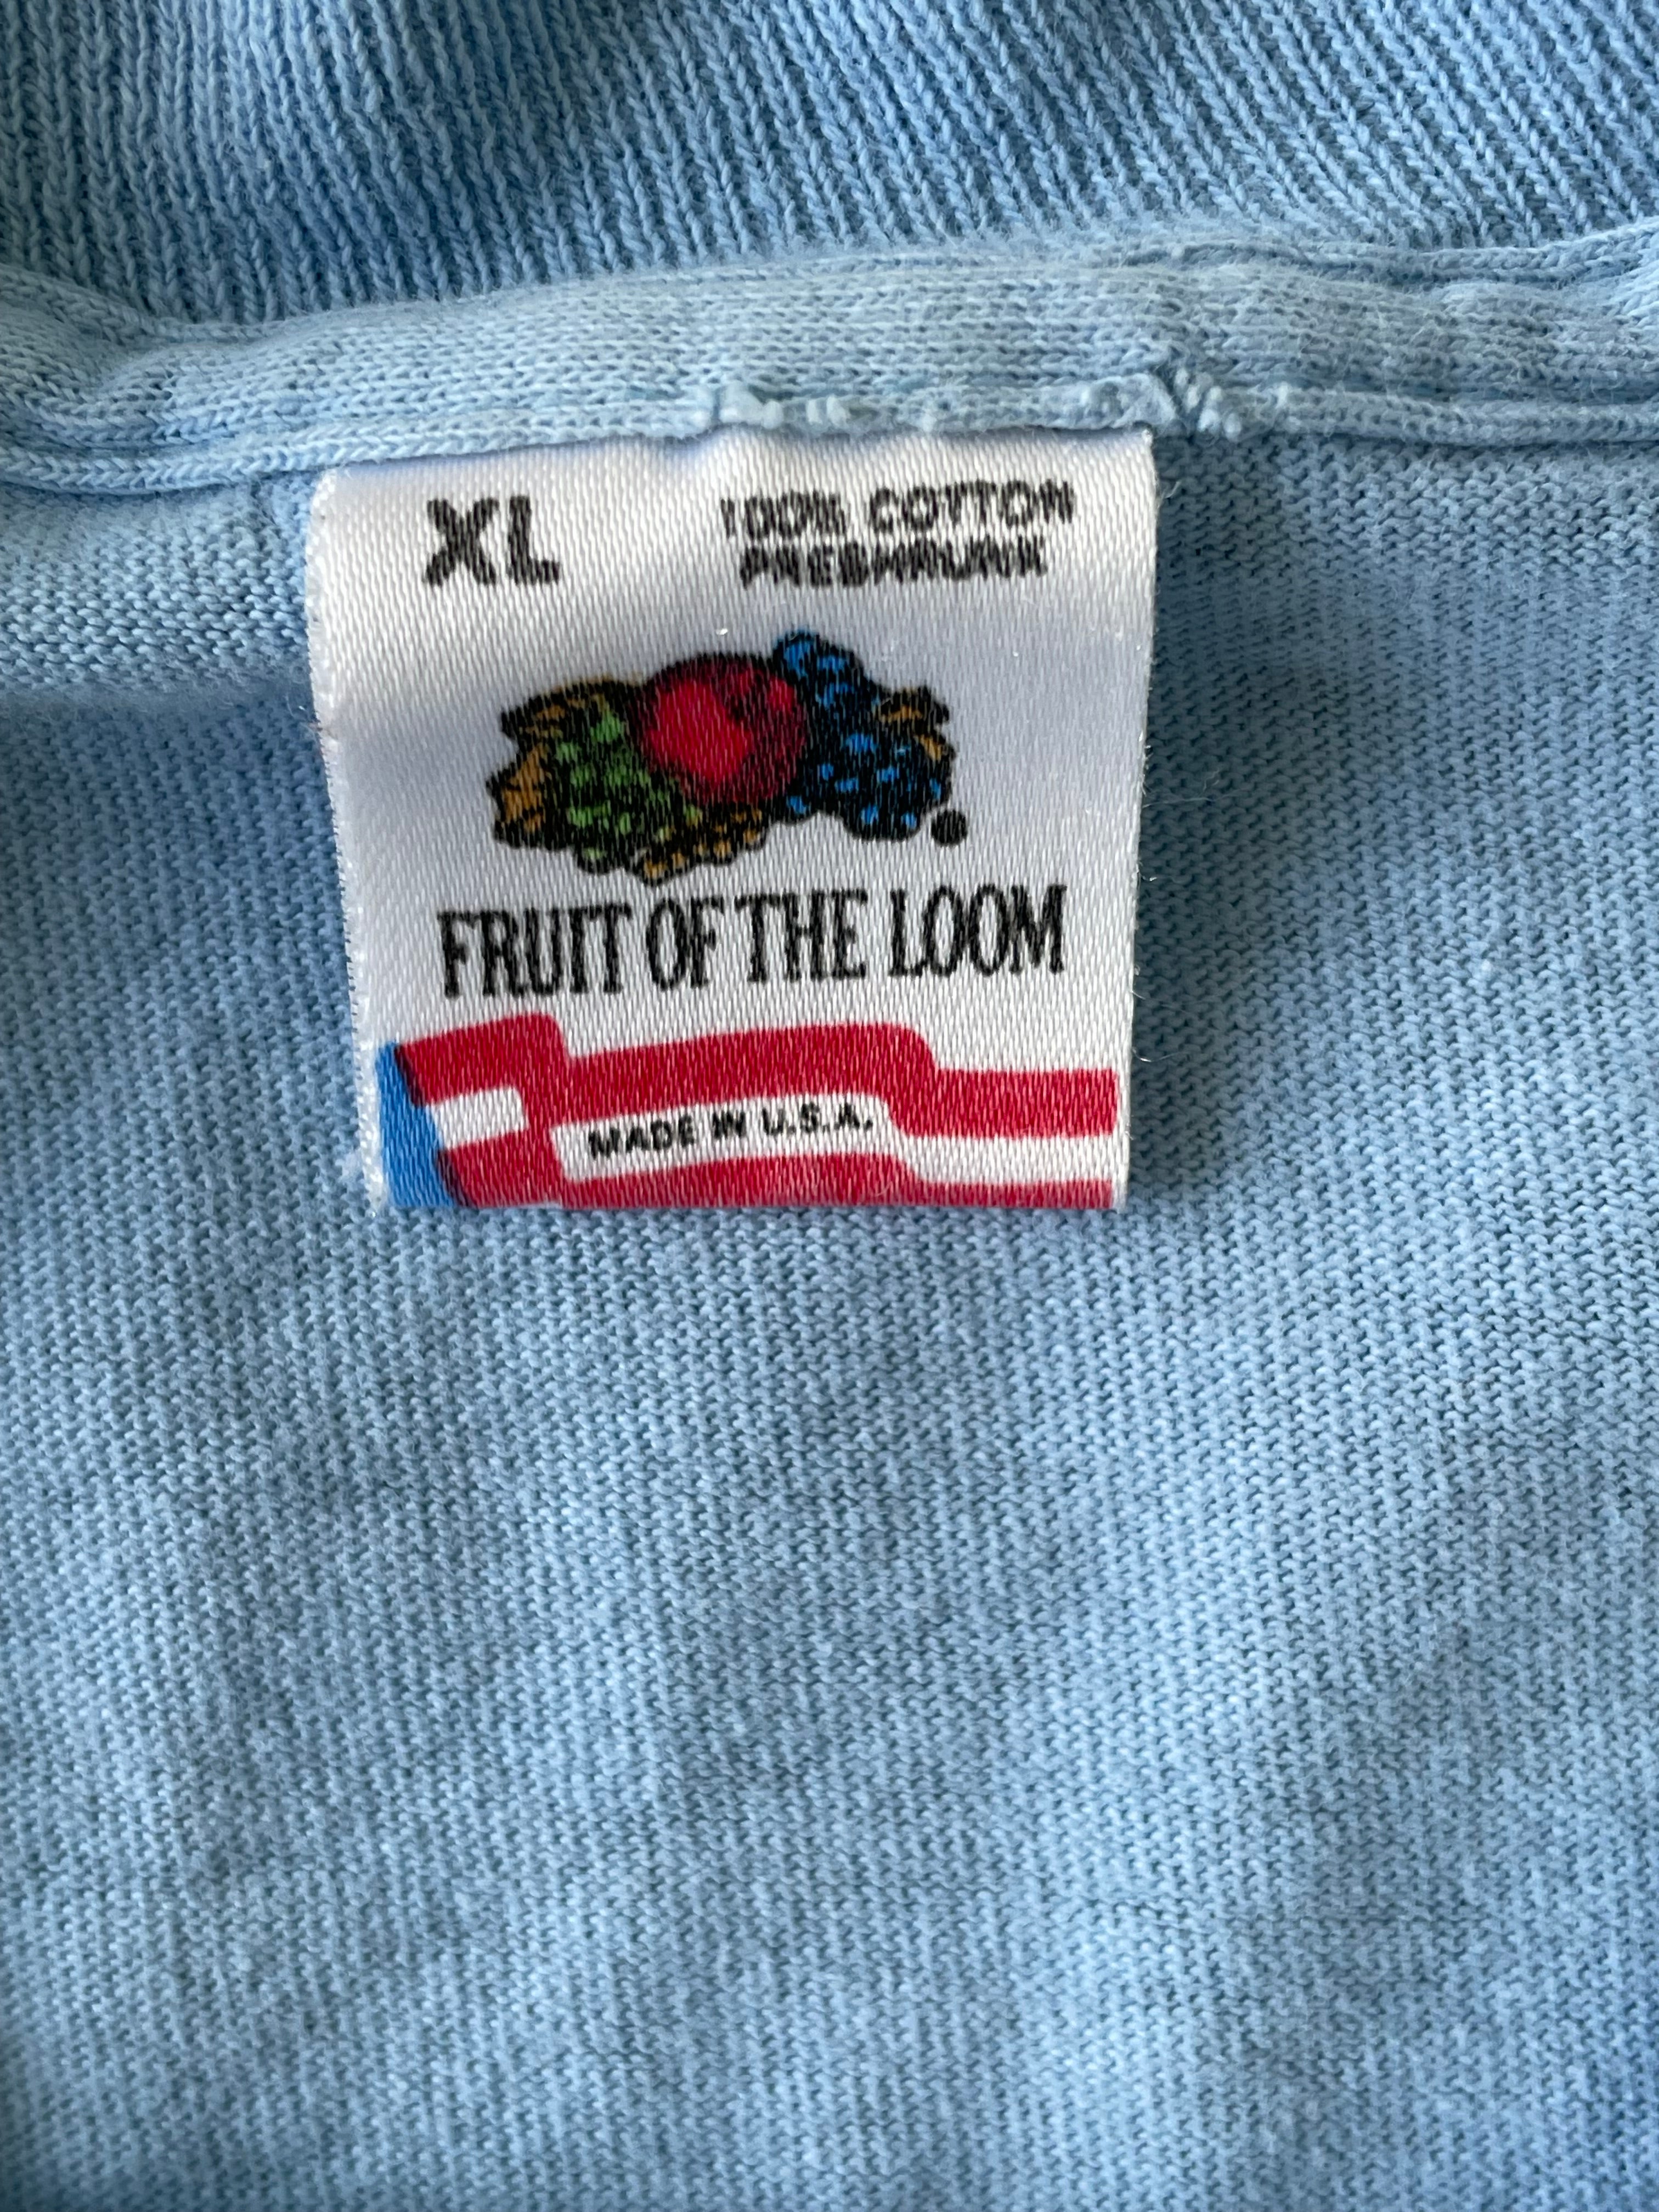 XL
100% COTTON
PRESHRUNK
FRUIT OF THE LOOM
MADE IN U.S.A.